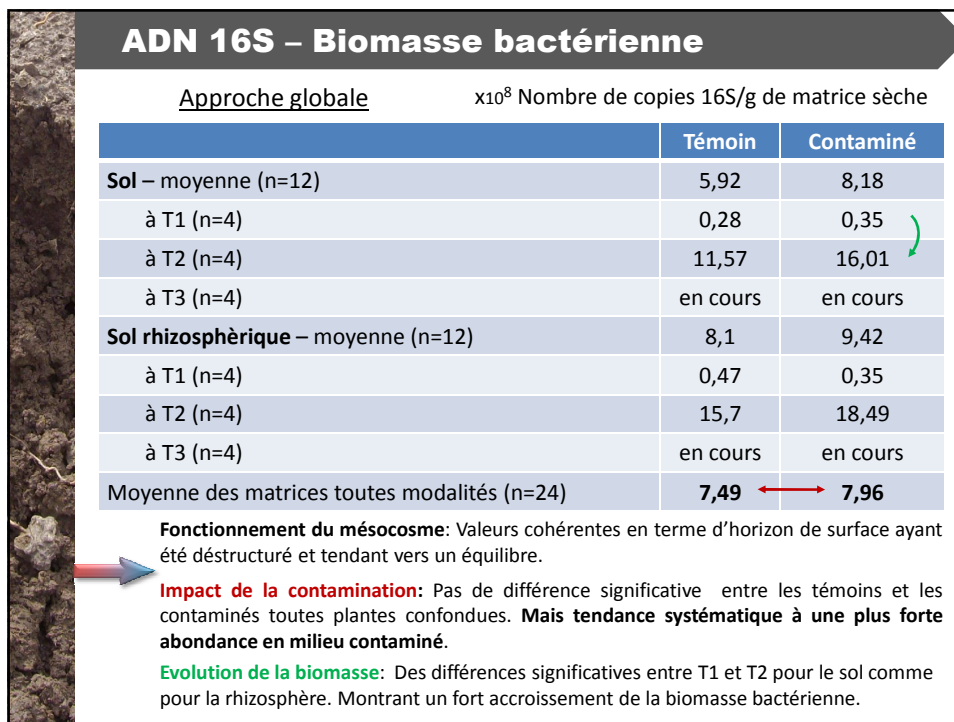 ADN 16S – Biomasse bactérienne
Approche globale x10⁸ Nombre de copies 16S/g de matrice sèche
Témoin Contaminé
Sol – moyenne (n=12) 5,92 8,18
à T1 (n=4) 0,28 0,35
à T2 (n=4) 11,57 16,01
à T3 (n=4) en cours en cours
Sol rhizosphèrique – moyenne (n=12) 8,1 9,42
à T1 (n=4) 0,47 0,35
à T2 (n=4) 15,7 18,49
à T3 (n=4) en cours en cours
Moyenne des matrices toutes modalités (n=24) 7,49 7,96
Fonctionnement du mésocosme: Valeurs cohérentes en terme d’horizon de surface ayant
été déstructuré et tendant vers un équilibre.
Impact de la contamination: Pas de différence significative entre les témoins et les
contaminés toutes plantes confondues. Mais tendance systématique à une plus forte
abondance en milieu contaminé.
Evolution de la biomasse: Des différences significatives entre T1 et T2 pour le sol comme
pour la rhizosphère. Montrant un fort accroissement de la biomasse bactérienne.